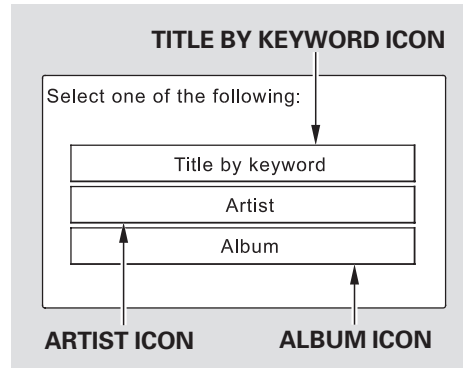 TITLE BY KEYWORD ICON
Select one of the following:
Title by keyword
Artist
Album
ARTIST ICON
ALBUM ICON